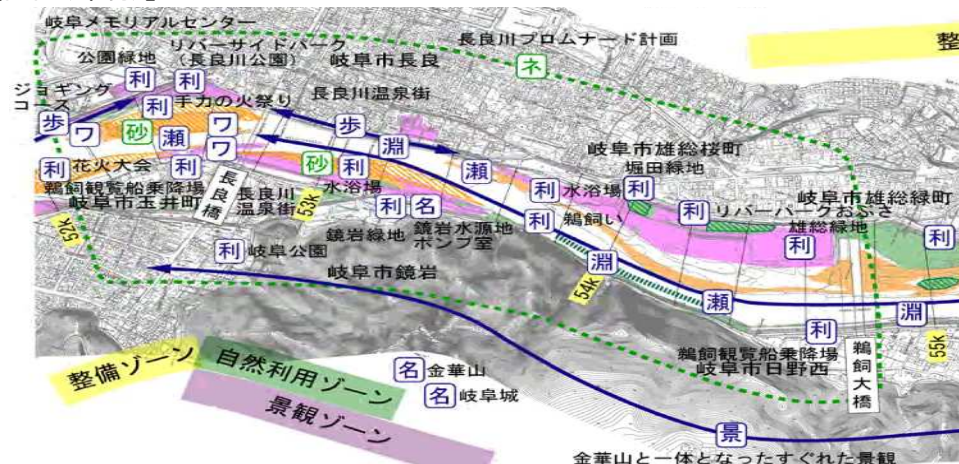 岐阜メモリアルセンター
公園緑地
リバーサイドパーク
(長良川公園)
岐阜市長良
長良川プロムナード計画
整
ネ
利
利
ジョギング
コース
利
手力の火祭り
長良川温泉街
歩
ワ
砂
瀬
ワ
ワ
歩
淵
瀬
岐阜市雄総桜町
堀田緑地
利
花火大会
利
砂
利
水浴場
利
水浴場
利
岐阜市雄総緑町
鵜飼観覧船乗降場
岐阜市玉井町
長良橋
長良川
温泉街
53k
52k
利
名
利
鵜飼い
利
リバーパークおぶさ
雄総緑地
利
利
鏡岩緑地
鏡岩水源地
ポンプ室
利
岐阜公園
岐阜市鏡岩
淵
54k
瀬
淵
利
55k
鵜飼観覧船乗降場
岐阜市日野西
鵜飼大橋
整備ゾーン
自然利用ゾーン
景観ゾーン
名
金華山
名
岐阜城
景
金華山と一体となったすぐれた景観